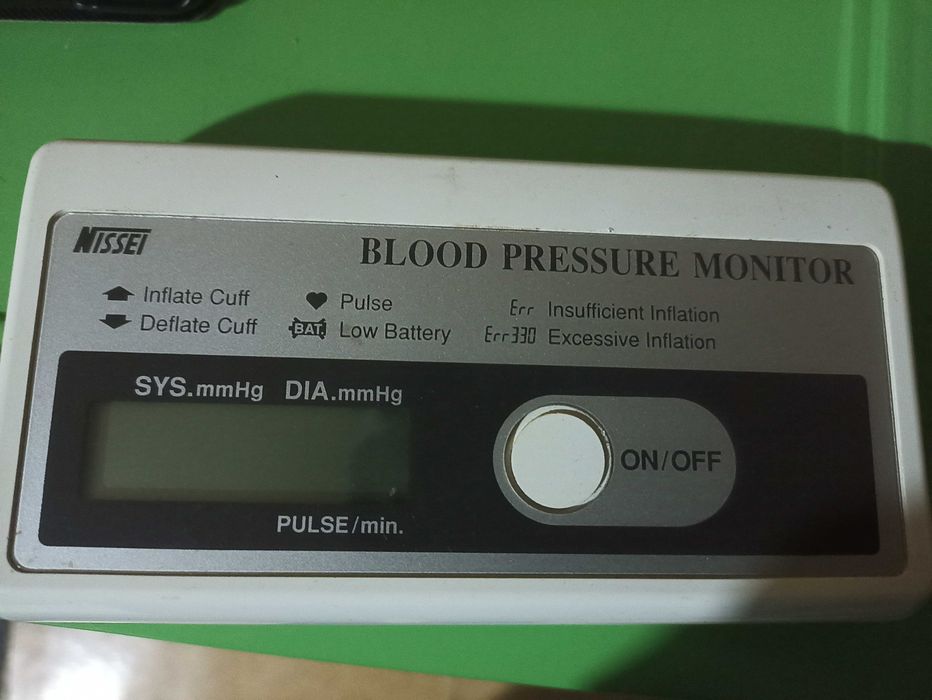 NISSEI
BLOOD PRESSURE MONITOR
Inflate Cuff
Deflate Cuff
Pulse
BAT. Low Battery
Err Insufficient Inflation
Err330 Excessive Inflation
SYS.mmHg DIA.mmHg
ON/OFF
PULSE/min.